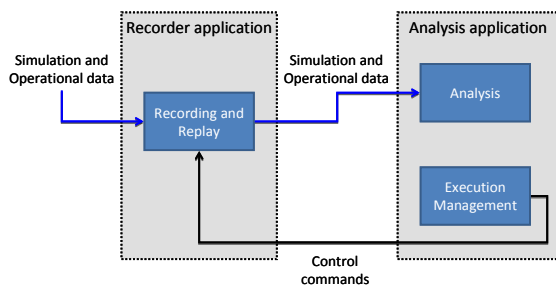 Recorder application
Analysis application
Simulation and
Operational data
Simulation and
Operational data
Recording and
Replay
Analysis
Execution
Management
Control
commands